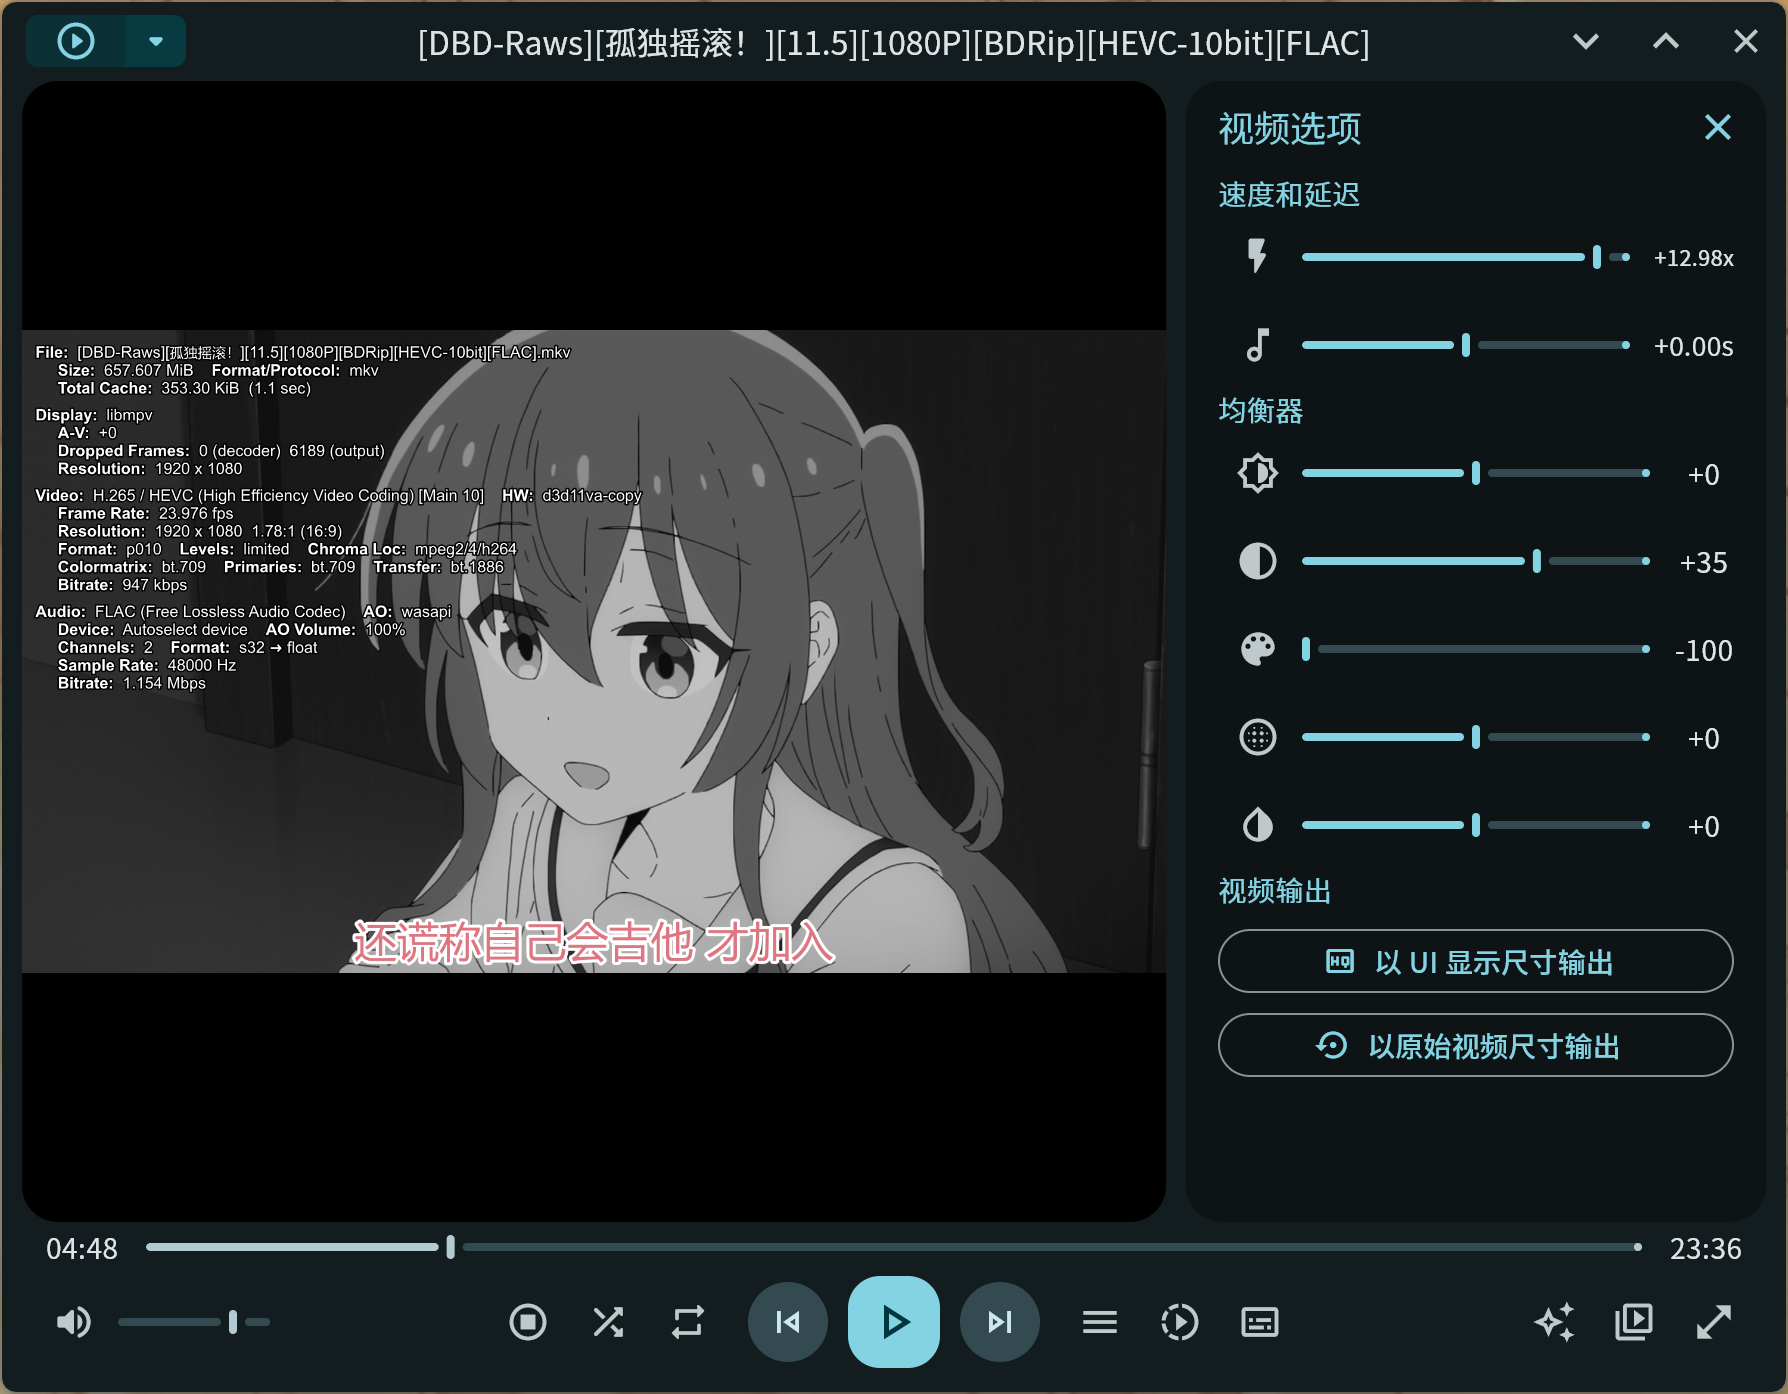 [DBD-Raws][孤独摇滚！][11.5][1080P][BDRip][HEVC-10bit][FLAC]
File: [DBD-Raws][孤独摇滚！][11.5][1080P][BDRip][HEVC-10bit][FLAC].mkv
Size: 657.607 MiB Format/Protocol: mkv
Total Cache: 353.30 KiB (1.1 sec)
Display: libmpv
A-V: +0
Dropped Frames: 0 (decoder) 6189 (output)
Resolution: 1920 x 1080
Video: H.265 / HEVC (High Efficiency Video Coding) [Main 10] HW: d3d11va-copy
Frame Rate: 23.976 fps
Resolution: 1920 x 1080 1.78:1 (16:9)
Format: p010 Levels: limited Chroma Loc: mpeg2/4/h264
Colormatrix: bt.709 Primaries: bt.709 Transfer: bt.1886
Bitrate: 947 kbps
Audio: FLAC (Free Lossless Audio Codec) AO: wasapi
Device: Autoselect device AO Volume: 100%
Channels: 2 Format: s32 ➜ float
Sample Rate: 48000 Hz
Bitrate: 1.154 Mbps
还谎称自己会吉他 才加入
视频选项
速度和延迟
+12.98x
+0.00s
均衡器
+0
+35
-100
+0
+0
视频输出
HQ 以 UI 显示尺寸输出
以原始视频尺寸输出
04:48
23:36